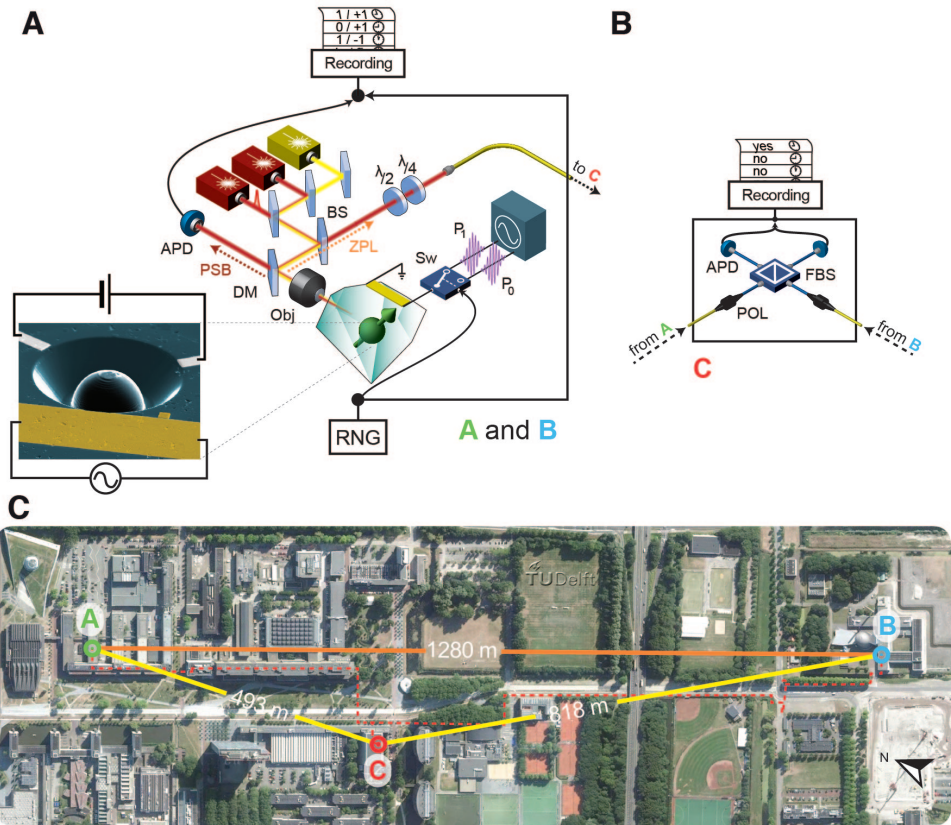 A
1 / +1
0 / +1
1 / -1
Recording
BS
λ/2
λ/4
to C
APD
PSB
ZPL
DM
Obj
Sw
P1
P0
RNG
A and B
B
yes
no
no
Recording
APD
FBS
POL
from A
from B
C
C
TUDelft
A
B
1280 m
493 m
818 m
C
N